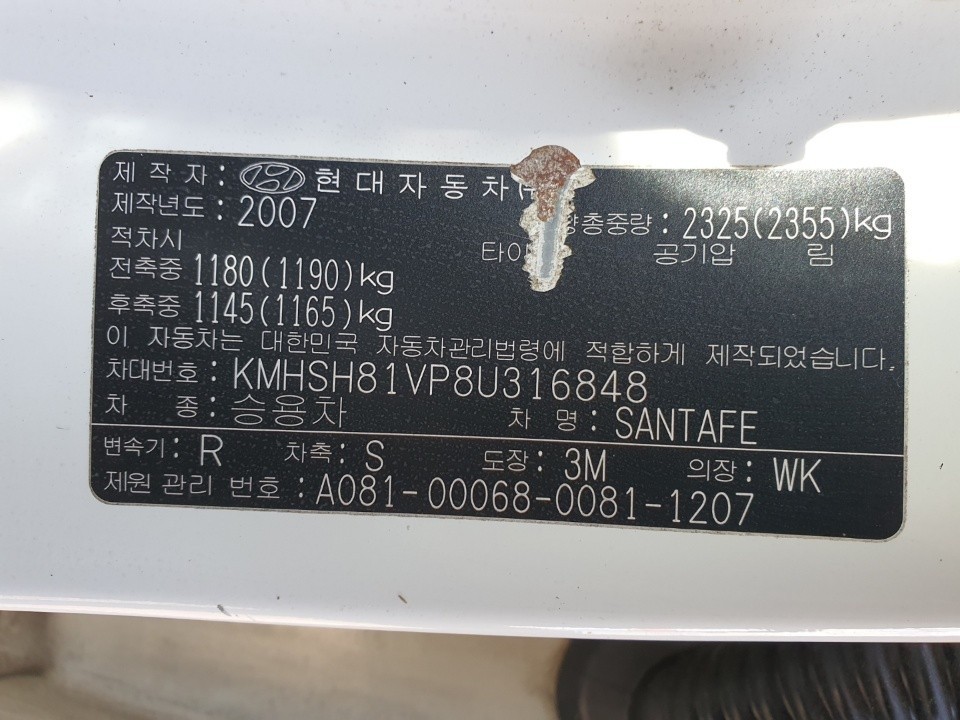 제 작 자 : 현대자동차(
제작년도 : 2007 총중량 : 2325(2355)kg
적차시 공기압 림
전축중 1180(1190)kg
후축중 1145(1165)kg
이 자동차는 대한민국 자동차관리법령에 적합하게 제작되었습니다.
차대번호 : KMHSH81VP8U316848
차 종 : 승용차 차 명 : SANTAFE
변속기 : R 차축 : S 도장 : 3M 의장 : WK
제원 관리 번호 : A081-00068-0081-1207